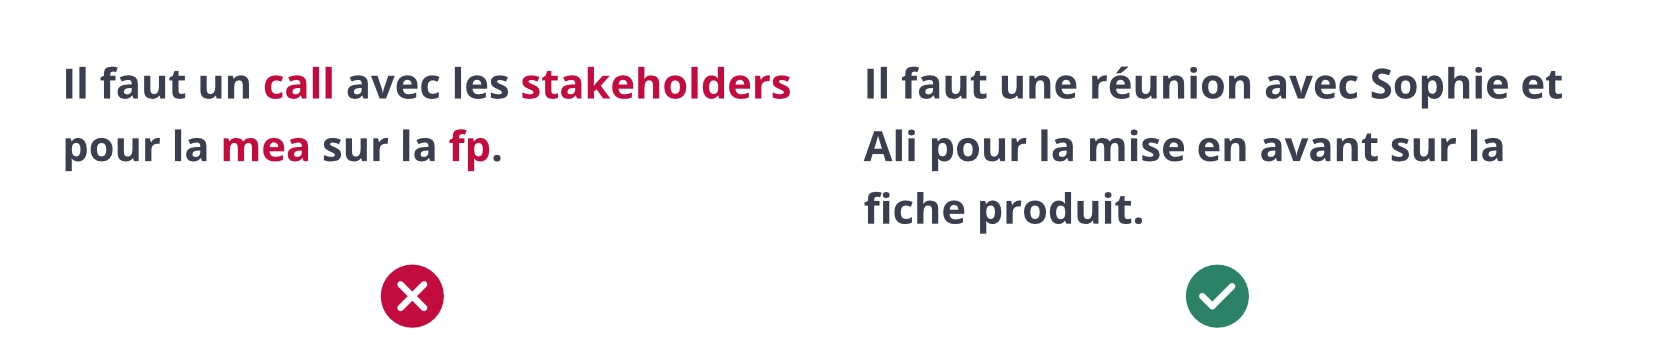 Il faut un call avec les stakeholders
pour la mea sur la fp.
Il faut une réunion avec Sophie et
Ali pour la mise en avant sur la
fiche produit.